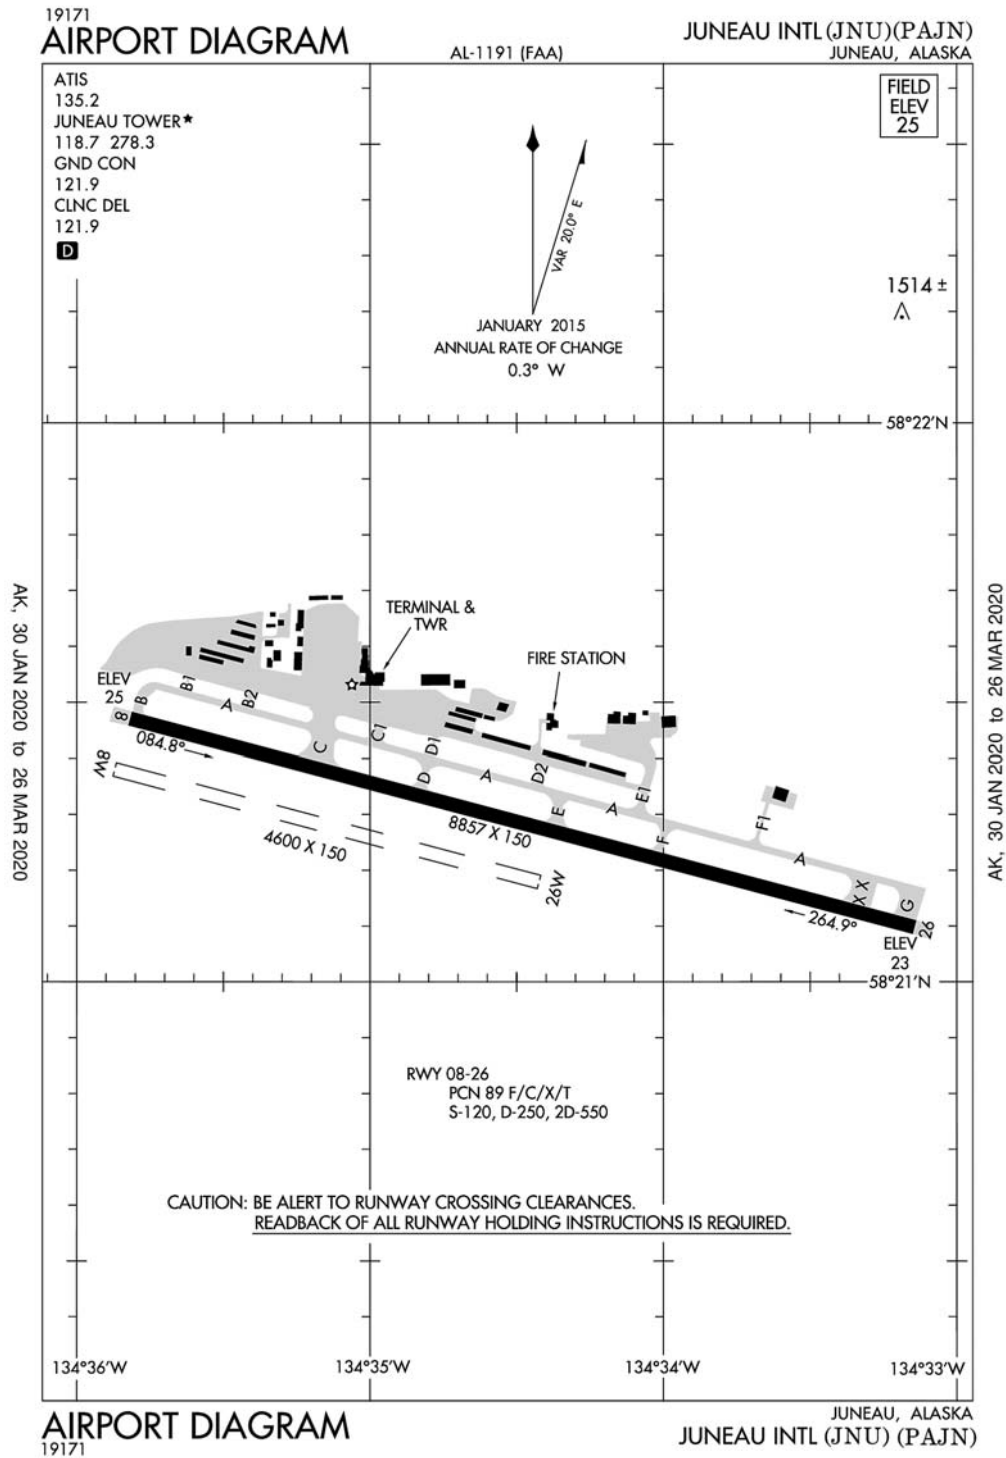 19171
AIRPORT DIAGRAM
AL-1191 (FAA)
JUNEAU INTL (JNU) (PAJN)
JUNEAU, ALASKA
ATIS
135.2
JUNEAU TOWER★
118.7 278.3
GND CON
121.9
CLNC DEL
121.9
D
FIELD
ELEV
25
VAR 20.0° E
JANUARY 2015
ANNUAL RATE OF CHANGE
0.3° W
1514 ±
58°22'N
AK, 30 JAN 2020 to 26 MAR 2020
AK, 30 JAN 2020 to 26 MAR 2020
TERMINAL &
TWR
FIRE STATION
ELEV
25
8
B
B1
A
B2
C
C1
D1
D
A
D2
E
A
E1
F
F1
A
X X
G
26
084.8°
8W
4600 X 150
8857 X 150
26W
264.9°
ELEV
23
58°21'N
RWY 08-26
PCN 89 F/C/X/T
S-120, D-250, 2D-550
CAUTION: BE ALERT TO RUNWAY CROSSING CLEARANCES.
READBACK OF ALL RUNWAY HOLDING INSTRUCTIONS IS REQUIRED.
134°36'W
134°35'W
134°34'W
134°33'W
AIRPORT DIAGRAM
19171
JUNEAU, ALASKA
JUNEAU INTL (JNU) (PAJN)